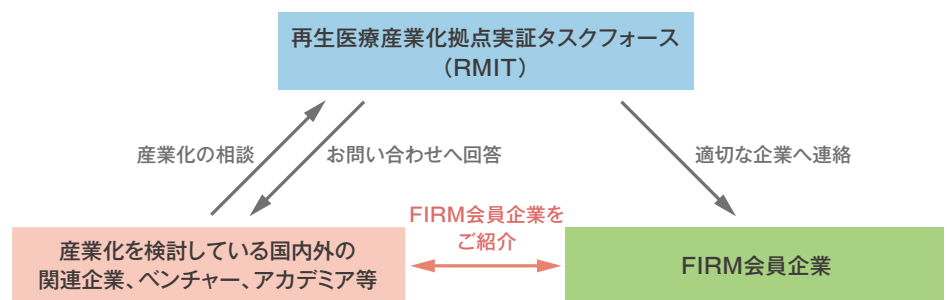 再生医療産業化拠点実証タスクフォース
（RMIT）
産業化の相談
お問い合わせへ回答
適切な企業へ連絡
FIRM会員企業を
ご紹介
産業化を検討している国内外の
関連企業、ベンチャー、アカデミア等
FIRM会員企業